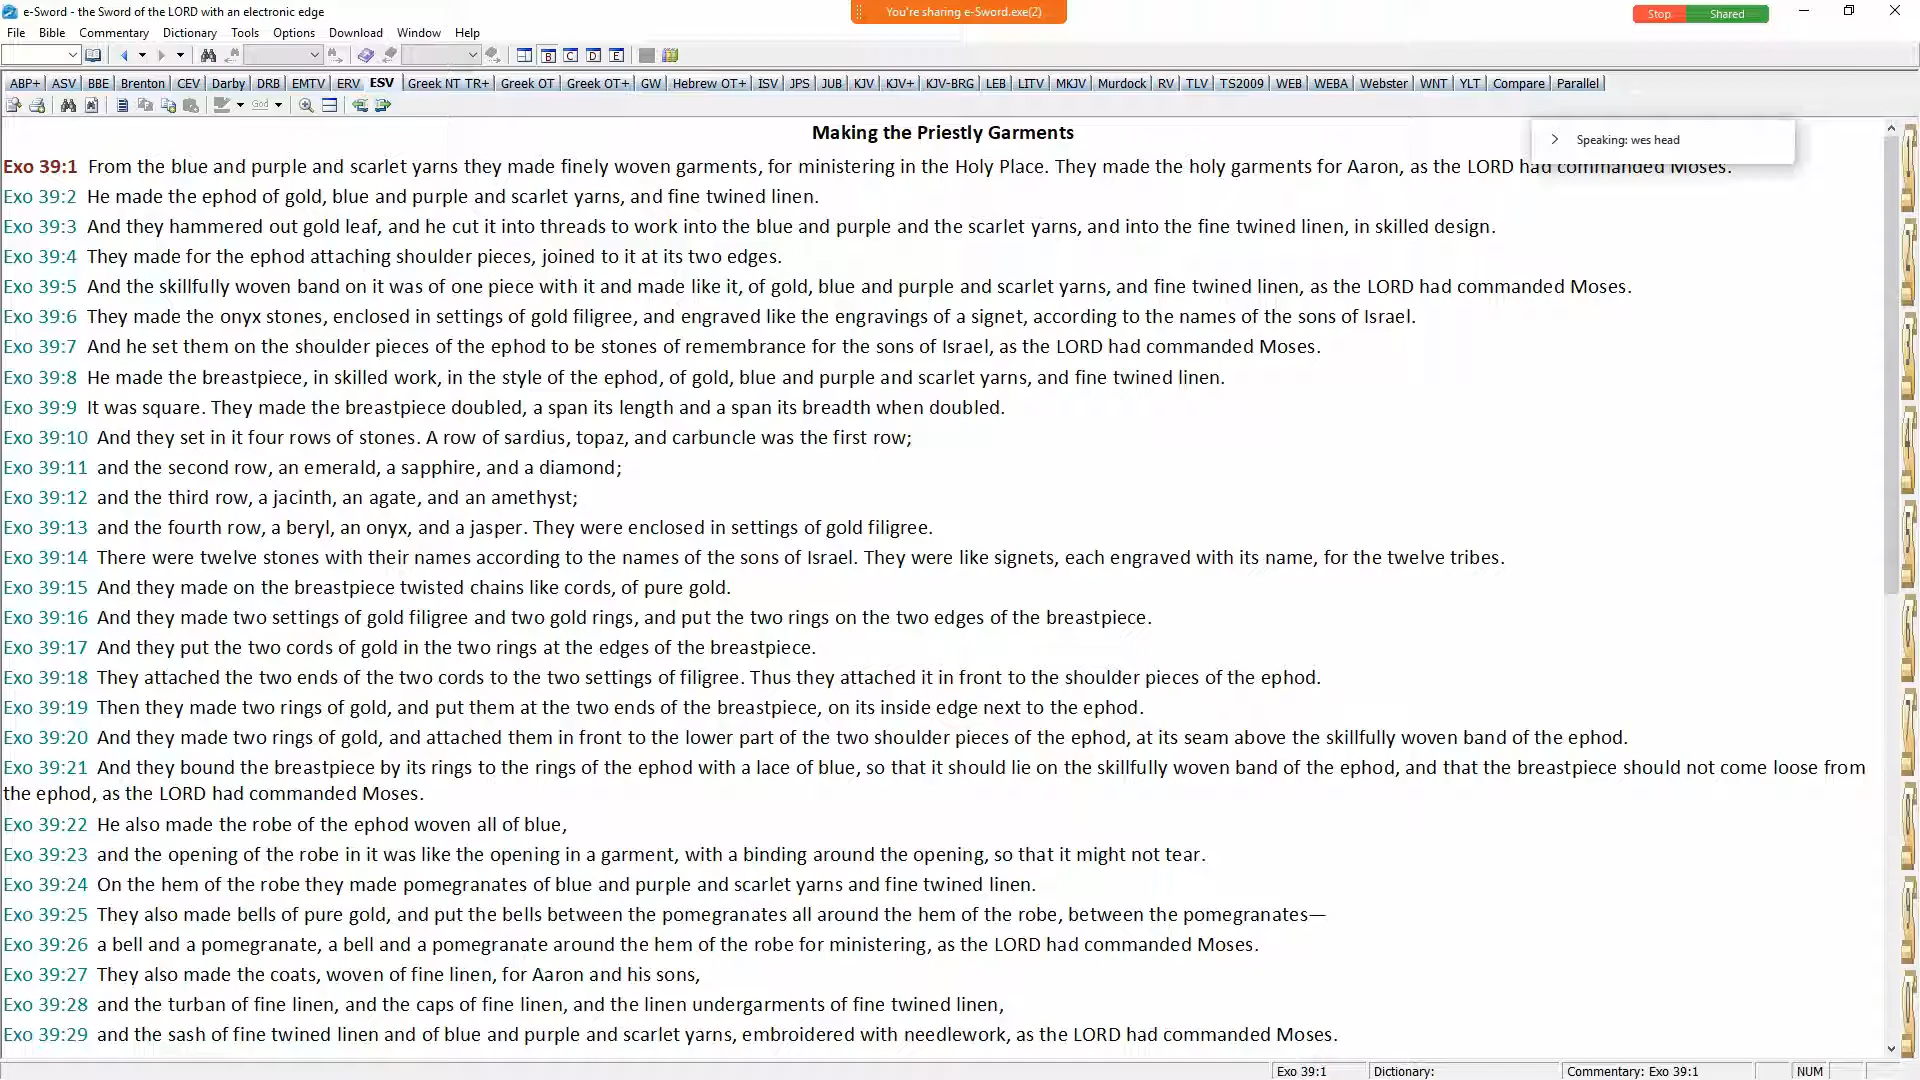 e-Sword - the Sword of the LORD with an electronic edge
You're sharing e-Sword.exe(2)
Stop Shared
File Bible Commentary Dictionary Tools Options Download Window Help
B C D E
ABP+ ASV BBE Brenton CEV Darby DRB EMTV ERV ESV Greek NT TR+ Greek OT Greek OT+ GW Hebrew OT+ ISV JPS JUB KJV KJV+ KJV-BRG LEB LITV MKJV Murdock RV TLV TS2009 WEB WEBA Webster WNT YLT Compare Parallel
God
Making the Priestly Garments
Speaking: wes head
Exo 39:1 From the blue and purple and scarlet yarns they made finely woven garments, for ministering in the Holy Place. They made the holy garments for Aaron, as the LORD had commanded Moses.
Exo 39:2 He made the ephod of gold, blue and purple and scarlet yarns, and fine twined linen.
Exo 39:3 And they hammered out gold leaf, and he cut it into threads to work into the blue and purple and the scarlet yarns, and into the fine twined linen, in skilled design.
Exo 39:4 They made for the ephod attaching shoulder pieces, joined to it at its two edges.
Exo 39:5 And the skillfully woven band on it was of one piece with it and made like it, of gold, blue and purple and scarlet yarns, and fine twined linen, as the LORD had commanded Moses.
Exo 39:6 They made the onyx stones, enclosed in settings of gold filigree, and engraved like the engravings of a signet, according to the names of the sons of Israel.
Exo 39:7 And he set them on the shoulder pieces of the ephod to be stones of remembrance for the sons of Israel, as the LORD had commanded Moses.
Exo 39:8 He made the breastpiece, in skilled work, in the style of the ephod, of gold, blue and purple and scarlet yarns, and fine twined linen.
Exo 39:9 It was square. They made the breastpiece doubled, a span its length and a span its breadth when doubled.
Exo 39:10 And they set in it four rows of stones. A row of sardius, topaz, and carbuncle was the first row;
Exo 39:11 and the second row, an emerald, a sapphire, and a diamond;
Exo 39:12 and the third row, a jacinth, an agate, and an amethyst;
Exo 39:13 and the fourth row, a beryl, an onyx, and a jasper. They were enclosed in settings of gold filigree.
Exo 39:14 There were twelve stones with their names according to the names of the sons of Israel. They were like signets, each engraved with its name, for the twelve tribes.
Exo 39:15 And they made on the breastpiece twisted chains like cords, of pure gold.
Exo 39:16 And they made two settings of gold filigree and two gold rings, and put the two rings on the two edges of the breastpiece.
Exo 39:17 And they put the two cords of gold in the two rings at the edges of the breastpiece.
Exo 39:18 They attached the two ends of the two cords to the two settings of filigree. Thus they attached it in front to the shoulder pieces of the ephod.
Exo 39:19 Then they made two rings of gold, and put them at the two ends of the breastpiece, on its inside edge next to the ephod.
Exo 39:20 And they made two rings of gold, and attached them in front to the lower part of the two shoulder pieces of the ephod, at its seam above the skillfully woven band of the ephod.
Exo 39:21 And they bound the breastpiece by its rings to the rings of the ephod with a lace of blue, so that it should lie on the skillfully woven band of the ephod, and that the breastpiece should not come loose from
the ephod, as the LORD had commanded Moses.
Exo 39:22 He also made the robe of the ephod woven all of blue,
Exo 39:23 and the opening of the robe in it was like the opening in a garment, with a binding around the opening, so that it might not tear.
Exo 39:24 On the hem of the robe they made pomegranates of blue and purple and scarlet yarns and fine twined linen.
Exo 39:25 They also made bells of pure gold, and put the bells between the pomegranates all around the hem of the robe, between the pomegranates—
Exo 39:26 a bell and a pomegranate, a bell and a pomegranate around the hem of the robe for ministering, as the LORD had commanded Moses.
Exo 39:27 They also made the coats, woven of fine linen, for Aaron and his sons,
Exo 39:28 and the turban of fine linen, and the caps of fine linen, and the linen undergarments of fine twined linen,
Exo 39:29 and the sash of fine twined linen and of blue and purple and scarlet yarns, embroidered with needlework, as the LORD had commanded Moses.
Exo 39:1 Dictionary: Commentary: Exo 39:1 NUM